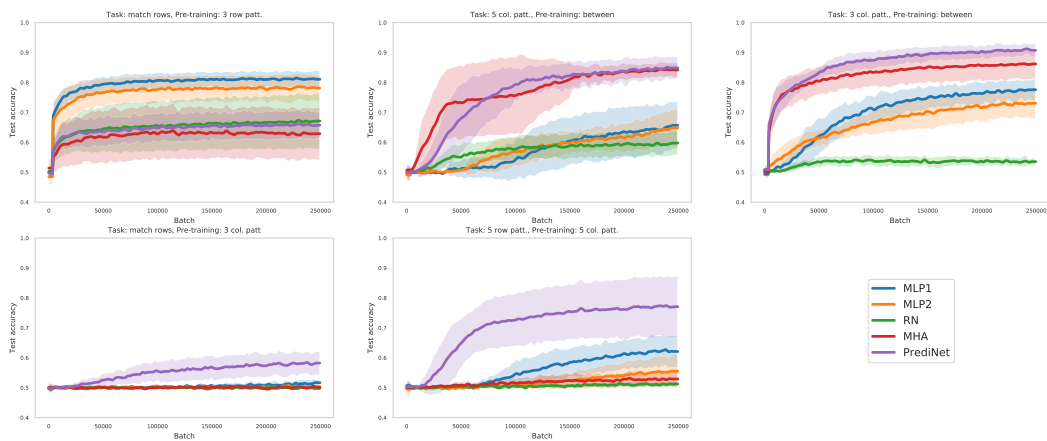 Task: match rows, Pre-training: 3 row patt.
1.0
0.9
0.8
0.7
0.6
0.5
0.4
Test accuracy
0 50000 100000 150000 200000 250000
Batch
Task: 5 col. patt., Pre-training: between
1.0
0.9
0.8
0.7
0.6
0.5
0.4
Test accuracy
0 50000 100000 150000 200000 250000
Batch
Task: 3 col. patt., Pre-training: between
1.0
0.9
0.8
0.7
0.6
0.5
0.4
Test accuracy
0 50000 100000 150000 200000 250000
Batch
Task: match rows, Pre-training: 3 col. patt
1.0
0.9
0.8
0.7
0.6
0.5
0.4
Test accuracy
0 50000 100000 150000 200000 250000
Batch
Task: 5 row patt., Pre-training: 5 col. patt.
1.0
0.9
0.8
0.7
0.6
0.5
0.4
Test accuracy
0 50000 100000 150000 200000 250000
Batch
MLP1
MLP2
RN
MHA
PrediNet